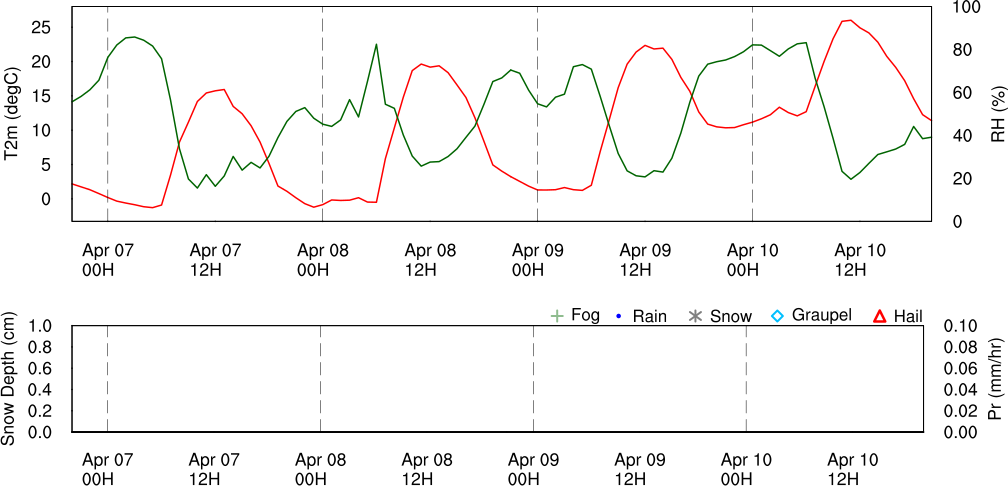 100
25
80
20
60
15
10
40
5
20
0
0
T2m (degC)
RH (%)
Apr 07 Apr 07 Apr 08 Apr 08 Apr 09 Apr 09 Apr 10 Apr 10
00H 12H 00H 12H 00H 12H 00H 12H
Fog Rain Snow Graupel Hail
1.0 0.10
0.8 0.08
0.6 0.06
0.4 0.04
0.2 0.02
0.0 0.00
Snow Depth (cm)
Pr (mm/hr)
Apr 07 Apr 07 Apr 08 Apr 08 Apr 09 Apr 09 Apr 10 Apr 10
00H 12H 00H 12H 00H 12H 00H 12H